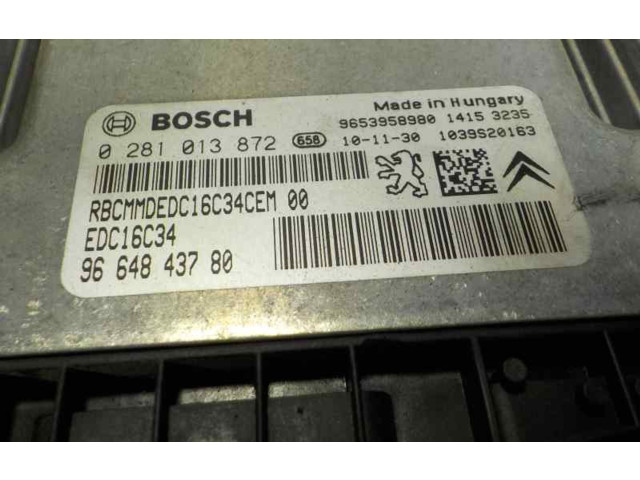 BOSCH
Made in Hungary
9653958980 1415 3235
0 281 013 872 658 10-11-30 1039S20163
RBCMMDEDC16C34CEM 00
EDC16C34
96 648 437 80